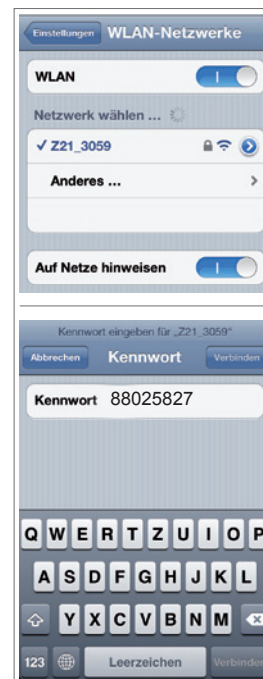 Einstellungen WLAN-Netzwerke
WLAN
Netzwerk wählen ...
✓ Z21_3059
Anderes ...
Auf Netze hinweisen
Kennwort eingeben für „Z21_3059“
Abbrechen Kennwort Verbinden
Kennwort 88025827
Q W E R T Z U I O P
A S D F G H J K L
Y X C V B N M
123 Leerzeichen Verbinden